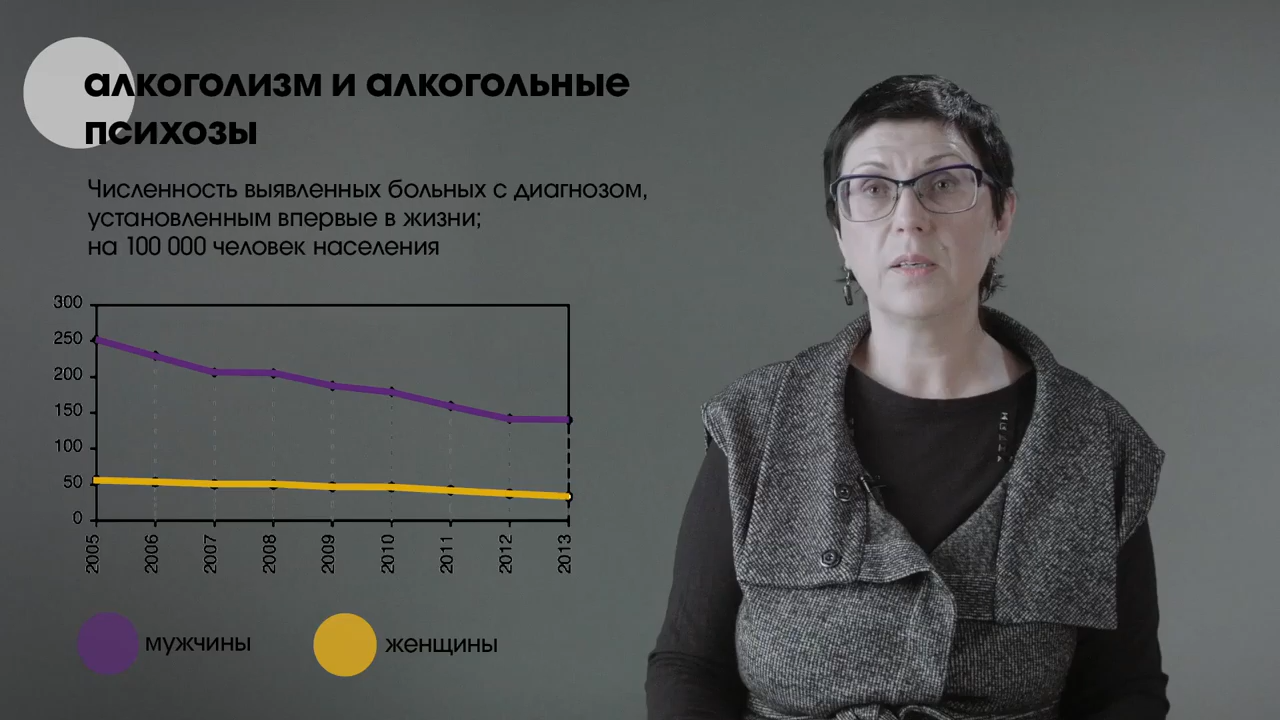 алкоголизм и алкогольные
психозы
Численность выявленных больных с диагнозом,
установленным впервые в жизни;
на 100 000 человек населения
300
250
200
150
100
50
0
2005
2006
2007
2008
2009
2010
2011
2012
2013
мужчины
женщины